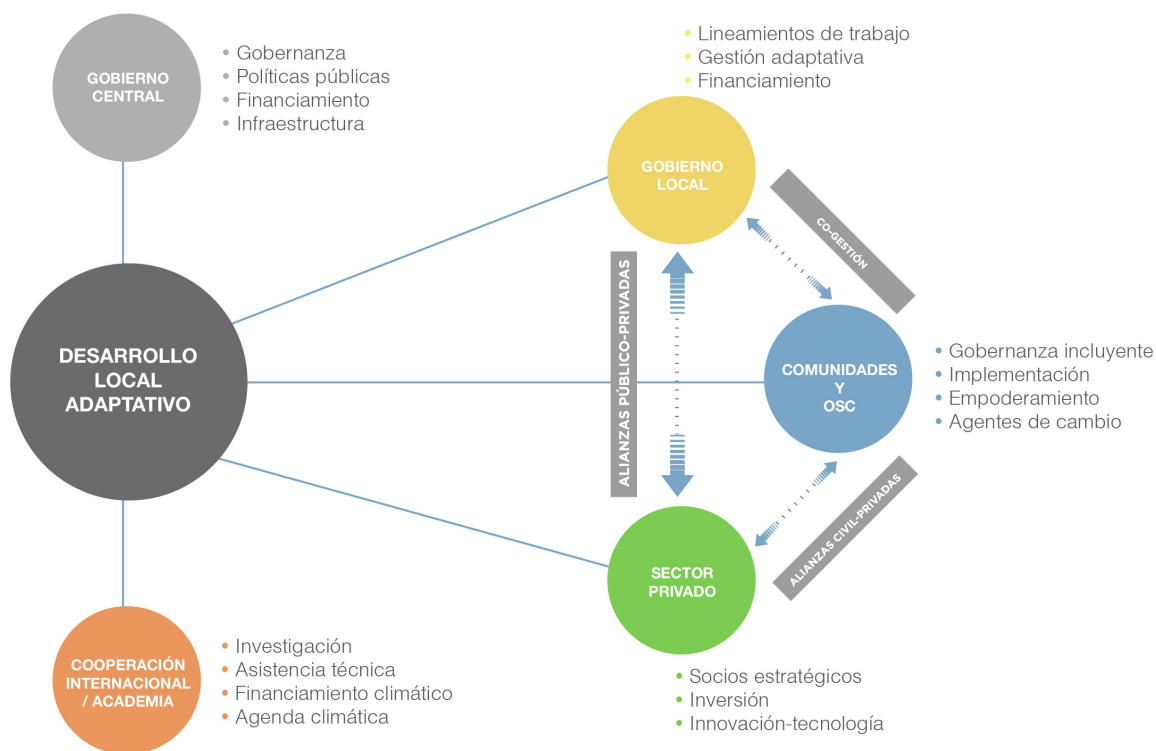 GOBIERNO
CENTRAL
• Gobernanza
• Políticas públicas
• Financiamiento
• Infraestructura
• Lineamientos de trabajo
• Gestión adaptativa
• Financiamiento
GOBIERNO
LOCAL
CO-GESTIÓN
ALIANZAS PÚBLICO-PRIVADAS
DESARROLLO
LOCAL
ADAPTATIVO
COMUNIDADES
Y
OSC
• Gobernanza incluyente
• Implementación
• Empoderamiento
• Agentes de cambio
ALIANZAS CIVIL-PRIVADAS
SECTOR
PRIVADO
• Socios estratégicos
• Inversión
• Innovación-tecnología
COOPERACIÓN
INTERNACIONAL
/ ACADEMIA
• Investigación
• Asistencia técnica
• Financiamiento climático
• Agenda climática